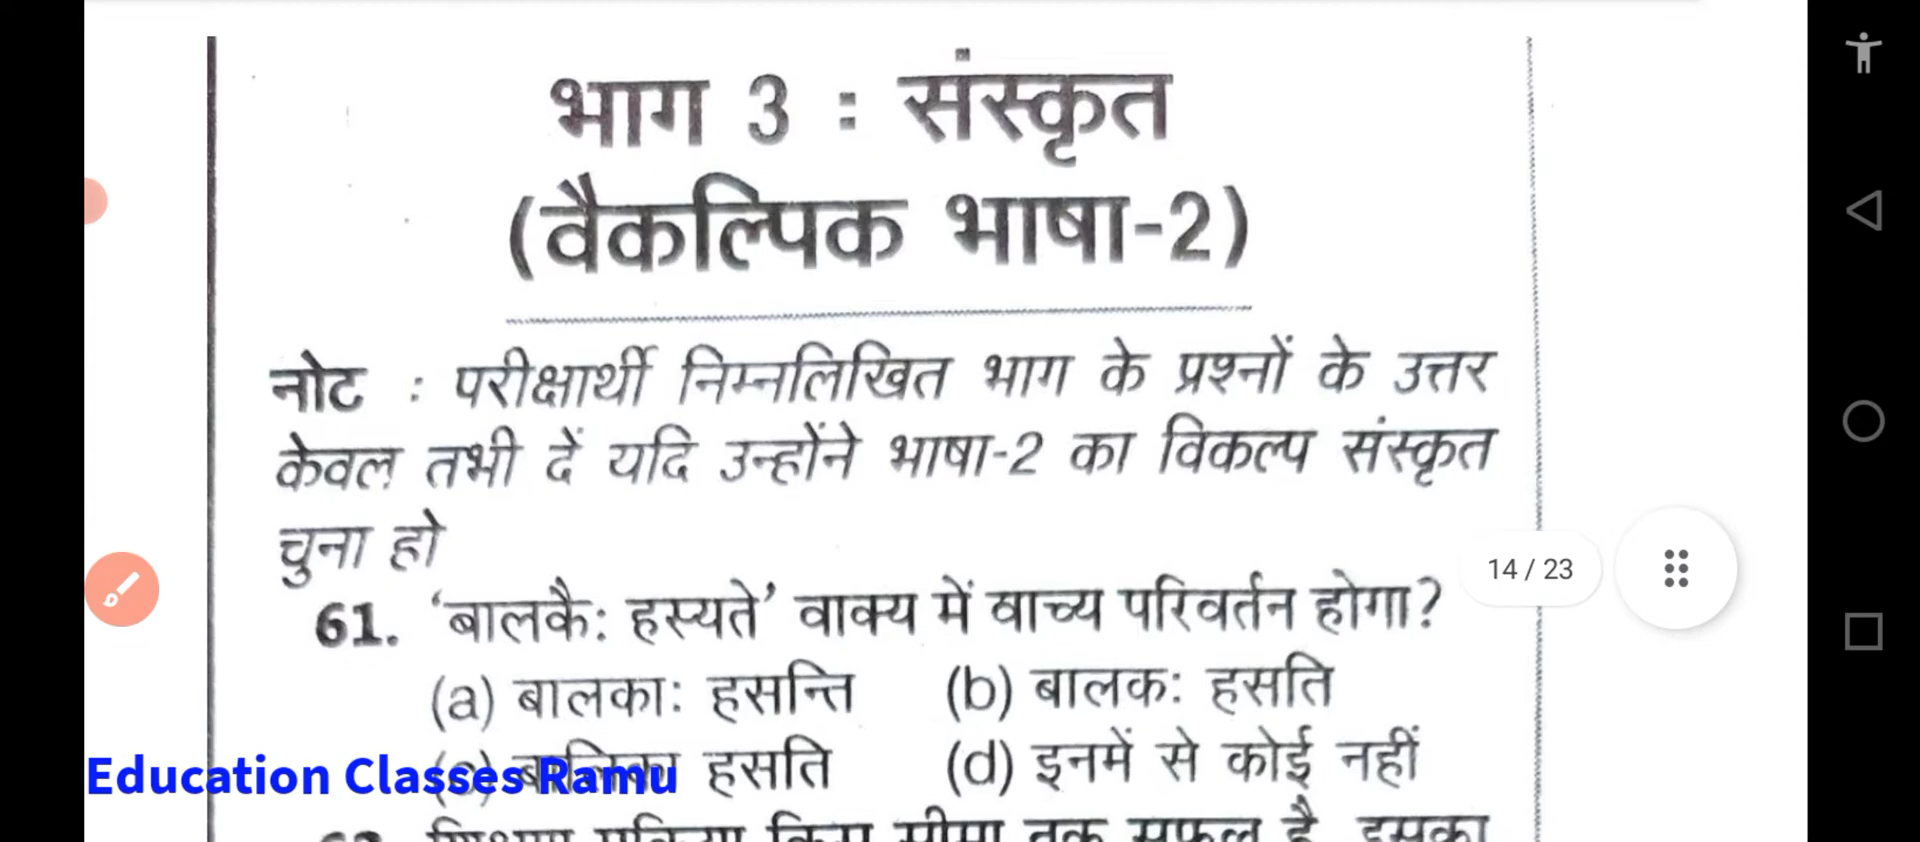 भाग 3 : संस्कृत
(वैकल्पिक भाषा-2)
नोट : परीक्षार्थी निम्नलिखित भाग के प्रश्नों के उत्तर
केवल तभी दें यदि उन्होंने भाषा-2 का विकल्प संस्कृत
चुना हो
14 / 23
61. ‘बालकैः हस्यते’ वाक्य में वाच्य परिवर्तन होगा?
(a) बालकाः हसन्ति (b) बालकः हसति
(c) बालिका हसति (d) इनमें से कोई नहीं
Education Classes Ramu